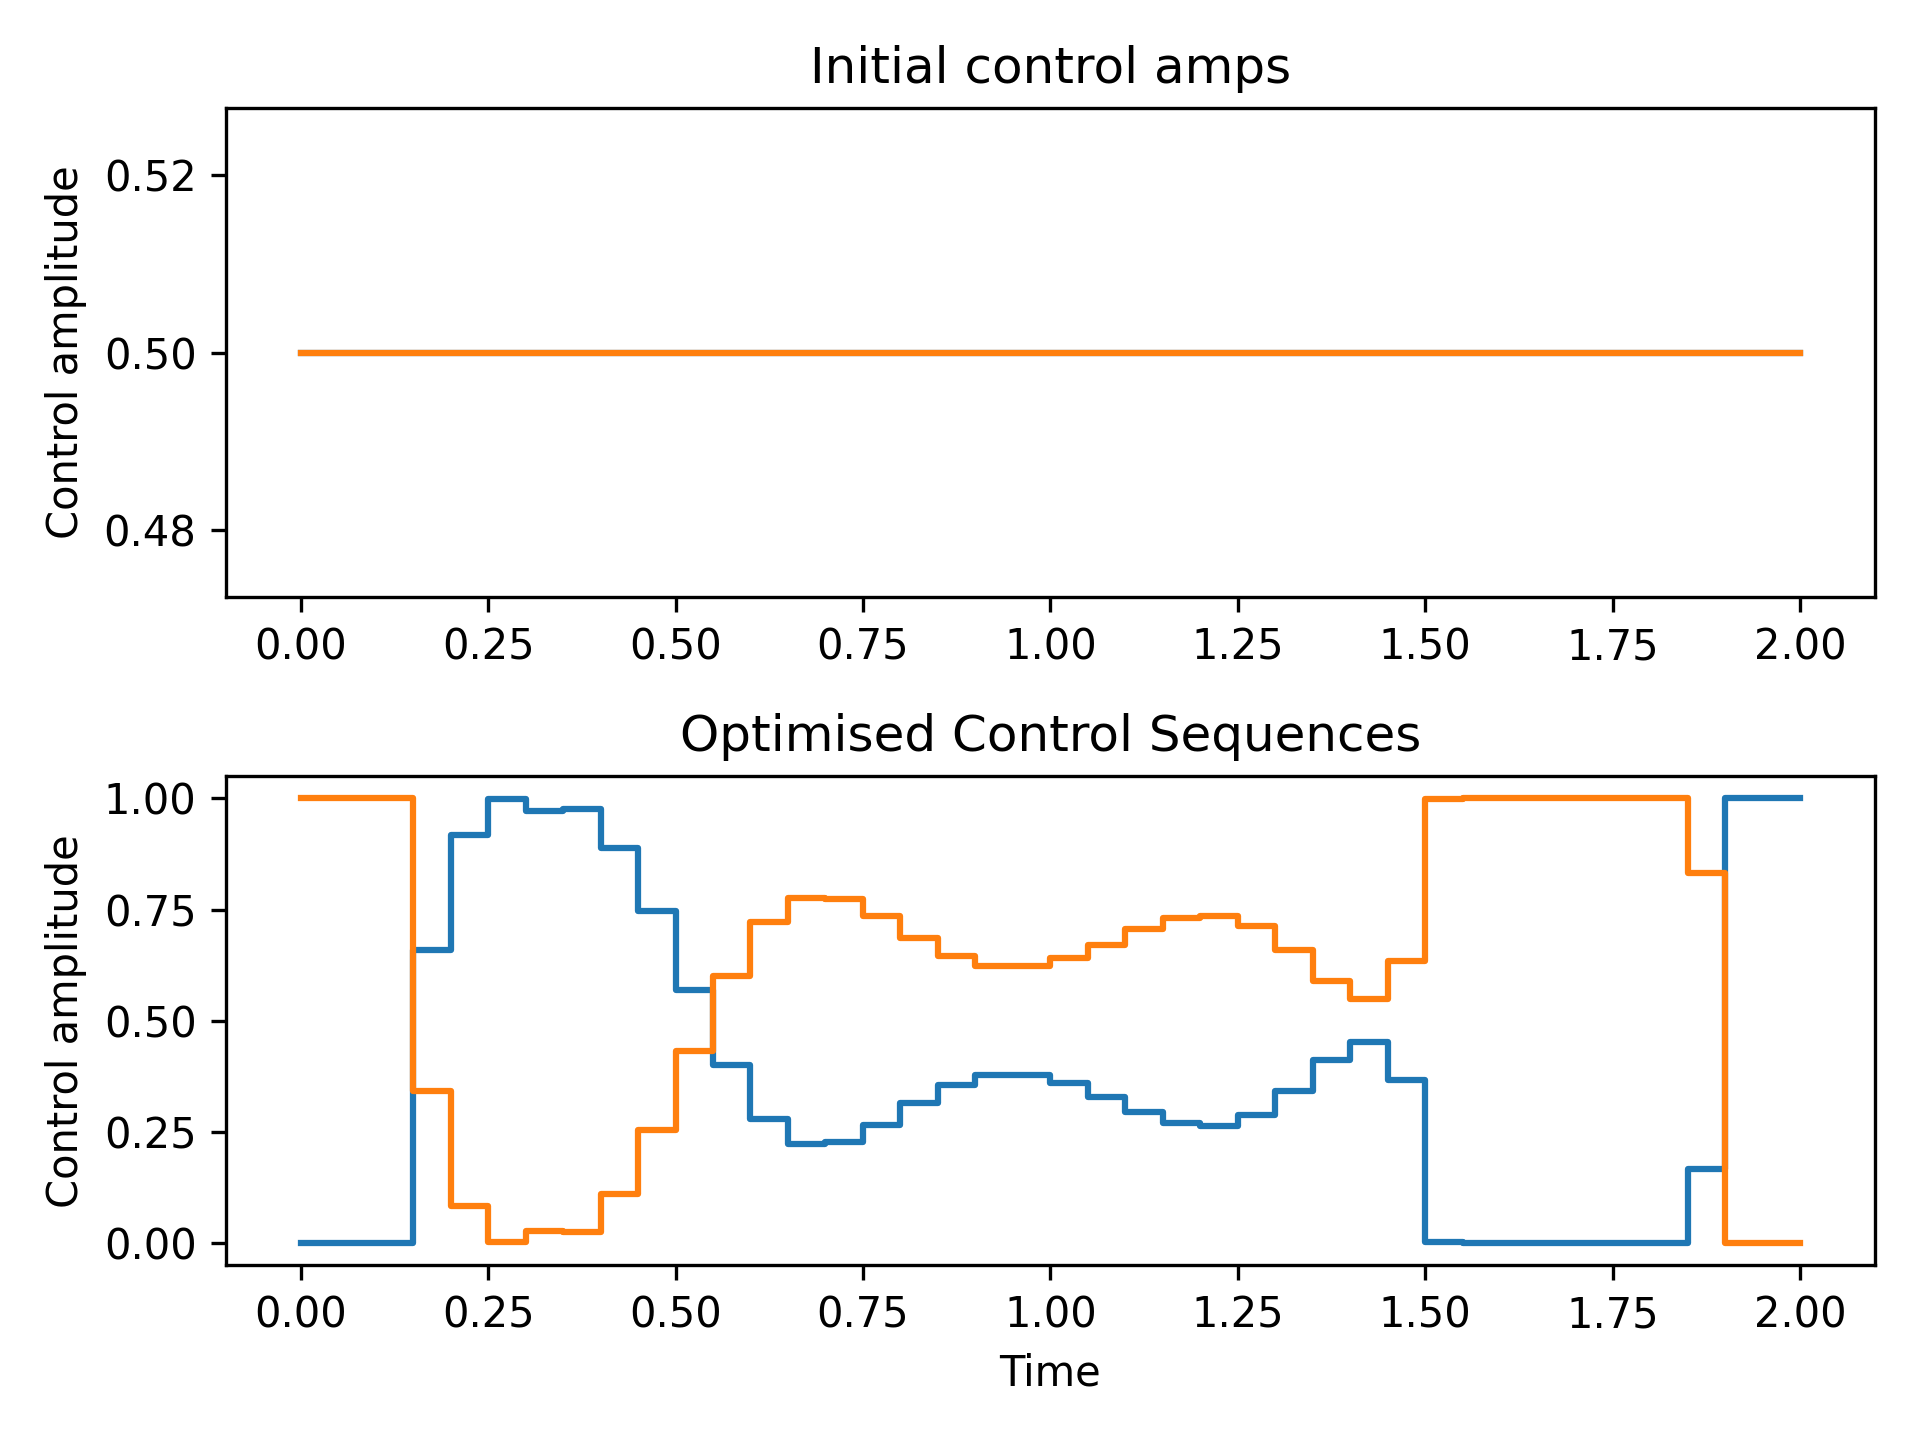 Initial control amps
Control amplitude
0.52
0.50
0.48
0.00 0.25 0.50 0.75 1.00 1.25 1.50 1.75 2.00
Optimised Control Sequences
Control amplitude
1.00
0.75
0.50
0.25
0.00
0.00 0.25 0.50 0.75 1.00 1.25 1.50 1.75 2.00
Time